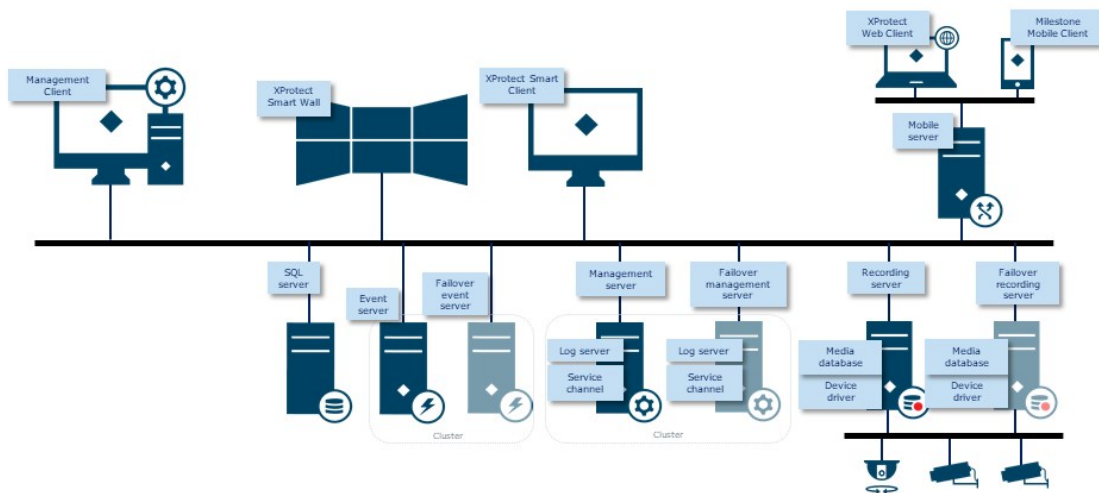 XProtect
Web Client
Milestone
Mobile Client
Management
Client
XProtect
Smart Wall
XProtect Smart
Client
Mobile
server
SQL
server
Event
server
Failover
event
server
Management
server
Failover
management
server
Recording
server
Failover
recording
server
Log server
Service
channel
Log server
Service
channel
Media
database
Device
driver
Media
database
Device
driver
Cluster
Cluster